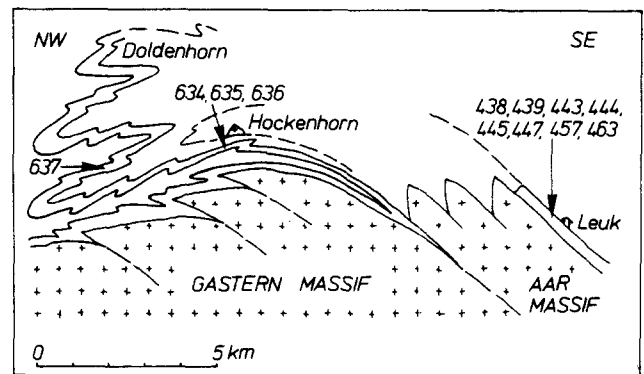 NW
SE
Doldenhorn
634, 635, 636
Hockenhorn
438, 439, 443, 444,
445, 447, 457, 463
637
Leuk
GASTERN MASSIF
AAR
MASSIF
0 5 km